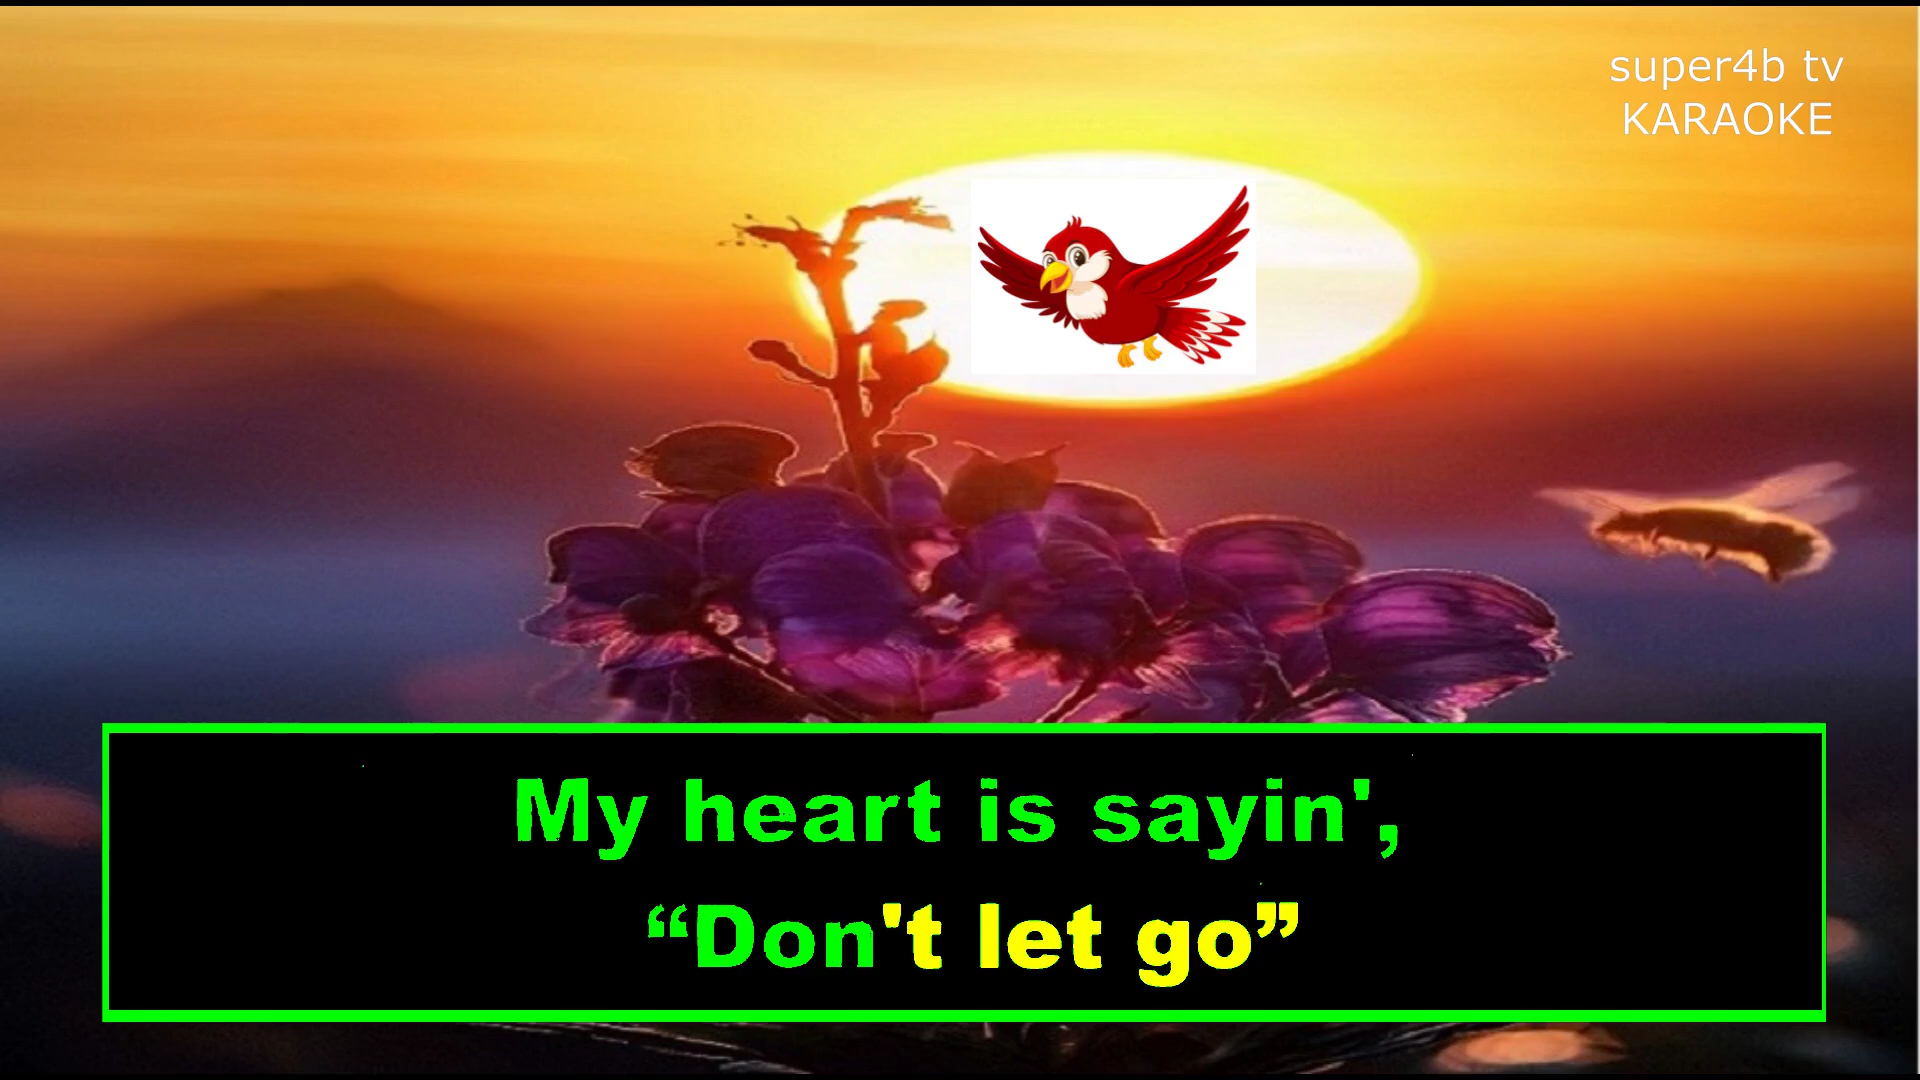 super4b tv
KARAOKE
My heart is sayin',
“Don't let go”